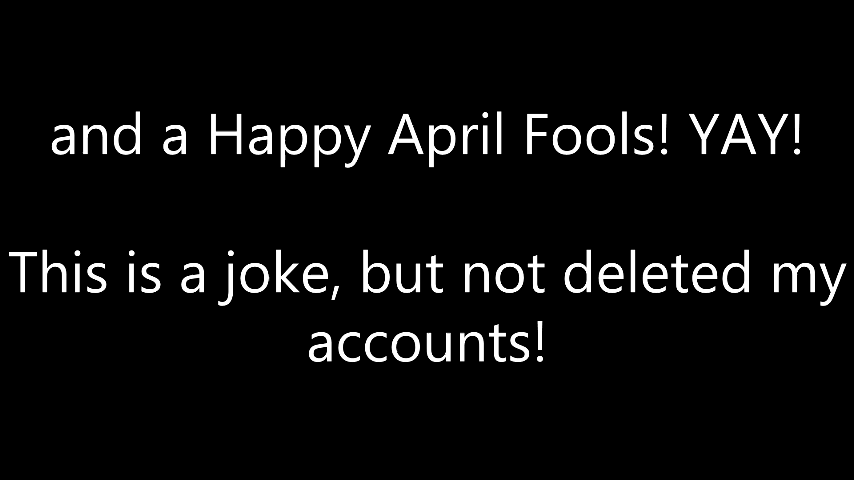 and a Happy April Fools! YAY!
This is a joke, but not deleted my
accounts!